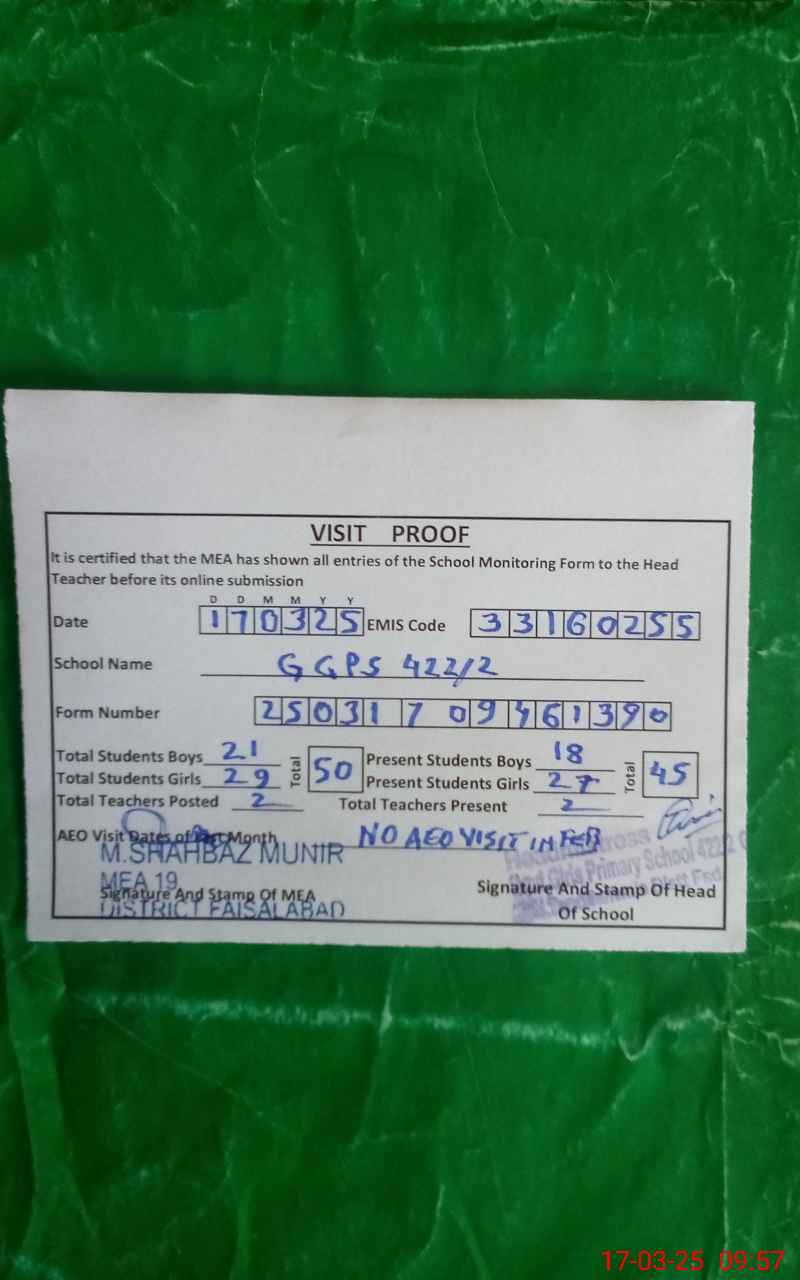 VISIT PROOF
It is certified that the MEA has shown all entries of the School Monitoring Form to the Head
Teacher before its online submission
D D M M Y Y
Date 170325 EMIS Code 33160255
School Name GGPS 422/2
Form Number 25031709461390
Total Students Boys 21 Total 50 Present Students Boys 18 Total 45
Total Students Girls 29 Present Students Girls 27
Total Teachers Posted 2 Total Teachers Present 2
AEO Visit Dates of Month NO AEO VISIT IN FEB
M.SHAHBAZ MUNIR
MEA 19
Signature And Stamp Of MEA
DISTRICT FAISALABAD
Primary School
Signature And Stamp Of Head
Of School
17-03-25 09:57